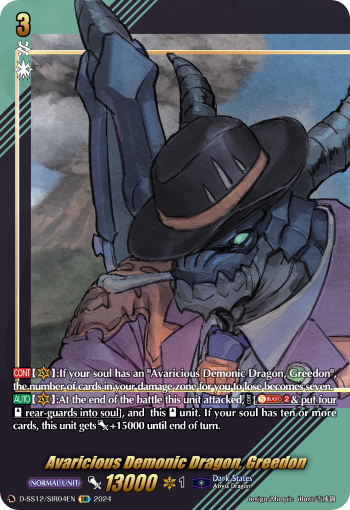 3
CONT【】:If your soul has an "Avaricious Demonic Dragon, Greedon",
the number of cards in your damage zone for you to lose becomes seven.
AUTO【】:At the end of the battle this unit attacked, COST [SOUL BLAST 2 & put four
rear-guards into soul], and this unit. If your soul has ten or more
cards, this unit gets +15000 until end of turn.
Avaricious Demonic Dragon, Greedon
NORMAL UNIT 13000 1 Dark States
Abyss Dragon
D-SS12/SIR04EN 2024